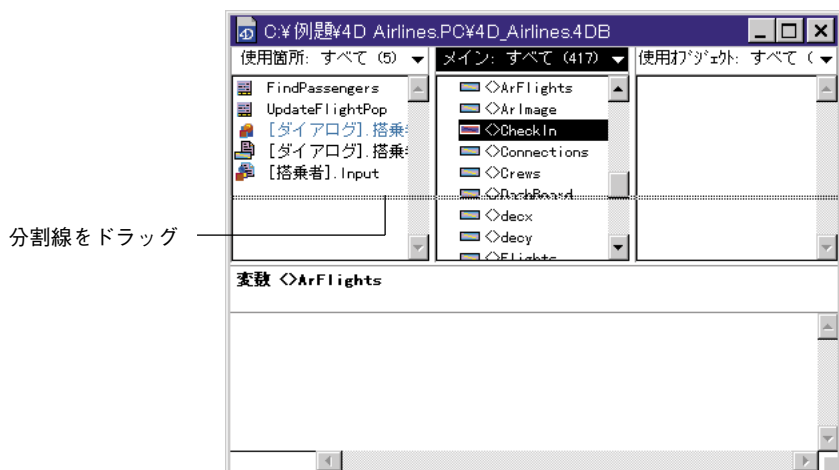 C:¥例題¥4D Airlines.PC¥4D_Airlines.4DB
使用箇所: すべて (5)
メイン: すべて (417)
使用ｵﾌﾞｼﾞｪｸﾄ: すべて (
FindPassengers
UpdateFlightPop
[ダイアログ].搭乗
[ダイアログ].搭乗
[搭乗者].Input
<>ArFlights
<>ArImage
<>CheckIn
<>Connections
<>Crews
<>DashBoard
<>decx
<>decy
<>Flights
分割線をドラッグ
変数 <>ArFlights